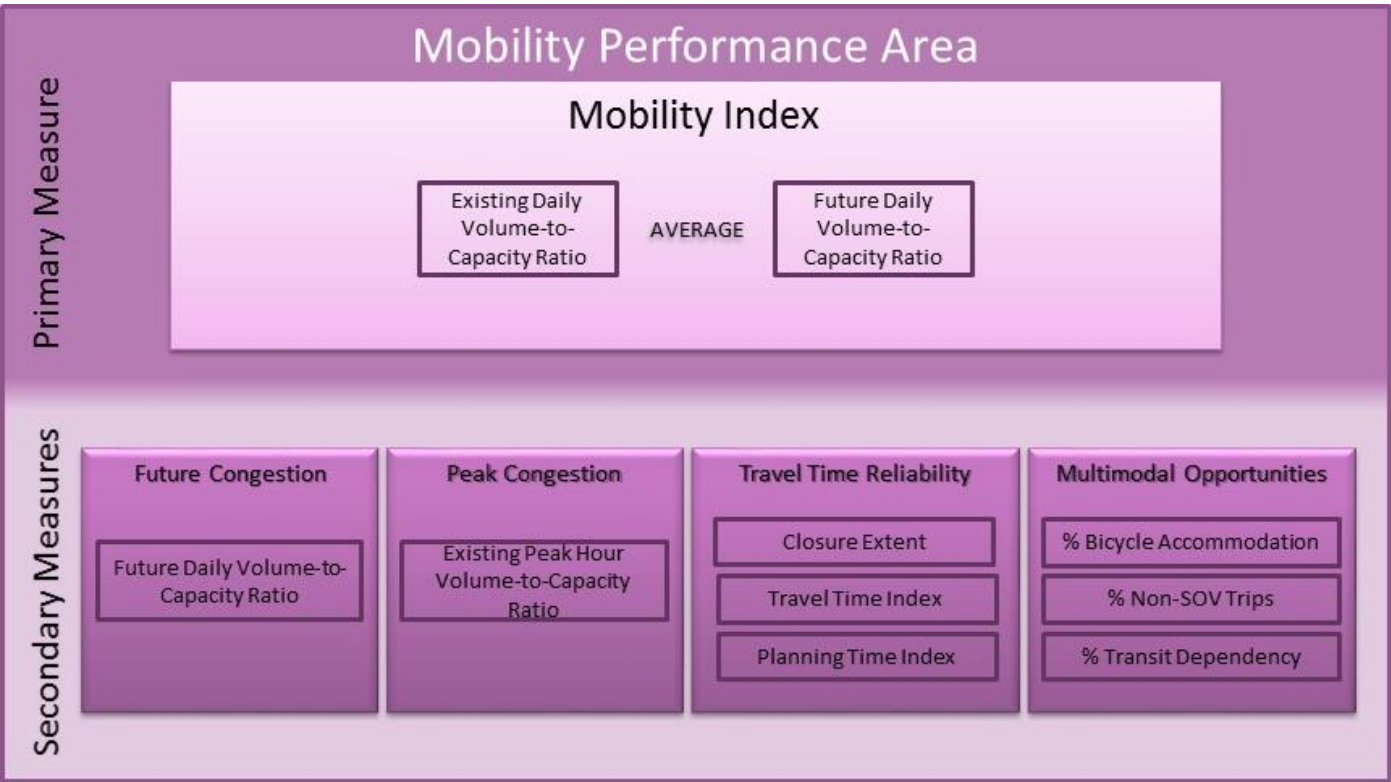 Mobility Performance Area
Primary Measure
Mobility Index
Existing Daily
Volume-to-
Capacity Ratio
AVERAGE
Future Daily
Volume-to-
Capacity Ratio
Secondary Measures
Future Congestion
Future Daily Volume-to-
Capacity Ratio
Peak Congestion
Existing Peak Hour
Volume-to-Capacity
Ratio
Travel Time Reliability
Closure Extent
Travel Time Index
Planning Time Index
Multimodal Opportunities
% Bicycle Accommodation
% Non-SOV Trips
% Transit Dependency